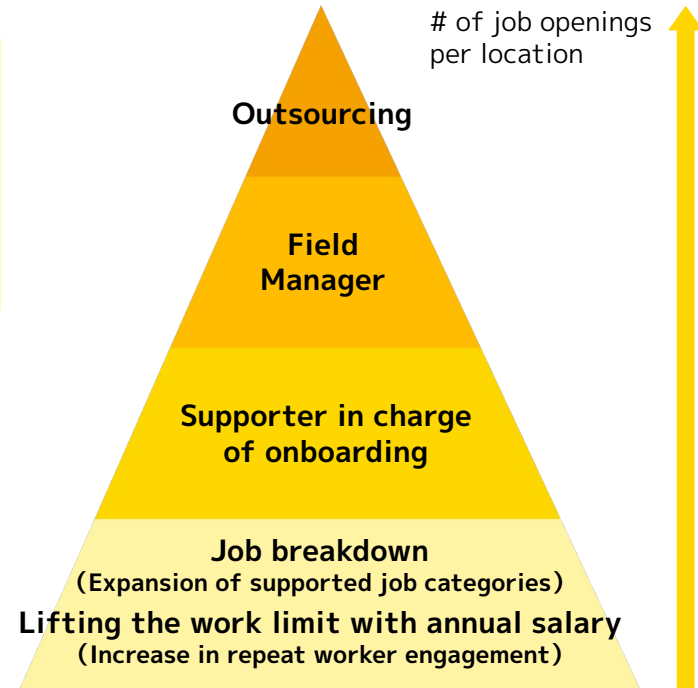 # of job openings
per location
Outsourcing
Field
Manager
Supporter in charge
of onboarding
Job breakdown
(Expansion of supported job categories)
Lifting the work limit with annual salary
(Increase in repeat worker engagement)